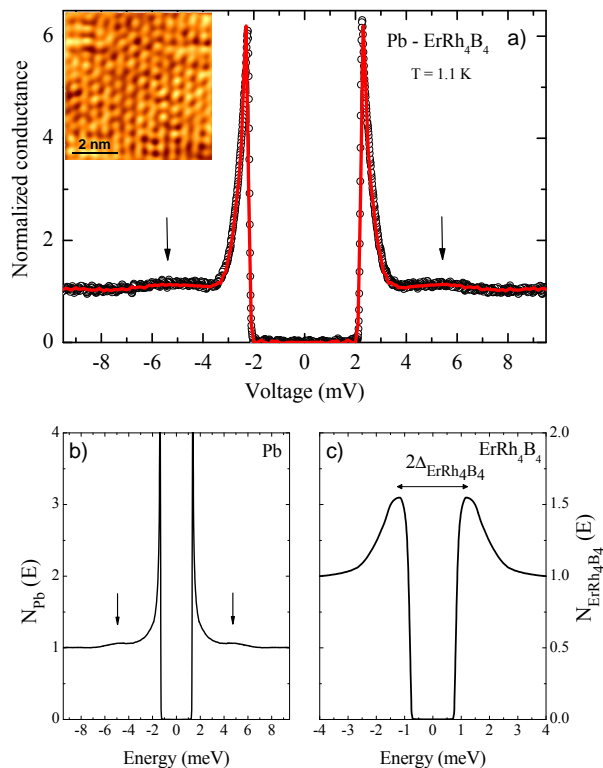 Pb - ErRh₄B₄ a)
T = 1.1 K
2 nm
Normalized conductance
6
4
2
0
-8 -6 -4 -2 0 2 4 6 8
Voltage (mV)
b) Pb
N_Pb (E)
4
3
2
1
0
-8 -6 -4 -2 0 2 4 6 8
Energy (meV)
c) ErRh₄B₄
2Δ_ErRh₄B₄
2.0
1.5
1.0
0.5
0.0
N_ErRh₄B₄ (E)
-4 -3 -2 -1 0 1 2 3 4
Energy (meV)